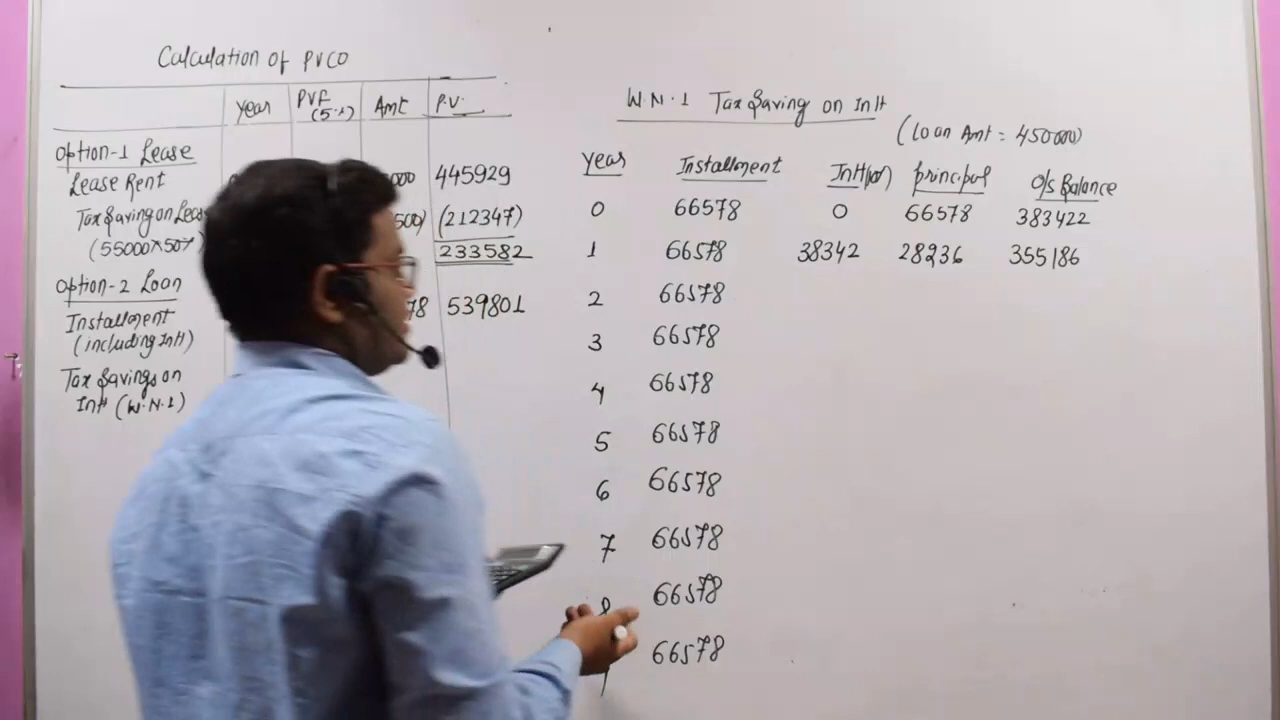 Calculation of PVCO
Year PVF (5%) Amt P.V.
Option-1 Lease
Lease Rent 445929
Tax Saving on Leas (212347)
(55000×50% 233582
Option-2 Loan
Installment 539801
(including Intt)
Tax Savings on
Intt (W.N.1)
W.N.1 Tax Saving on Intt
(Loan Amt = 450000)
Year Installment Intt principal O/s Balance
0 66578 0 66578 383422
1 66578 38342 28236 355186
2 66578
3 66578
4 66578
5 66578
6 66578
7 66578
8 66578
66578